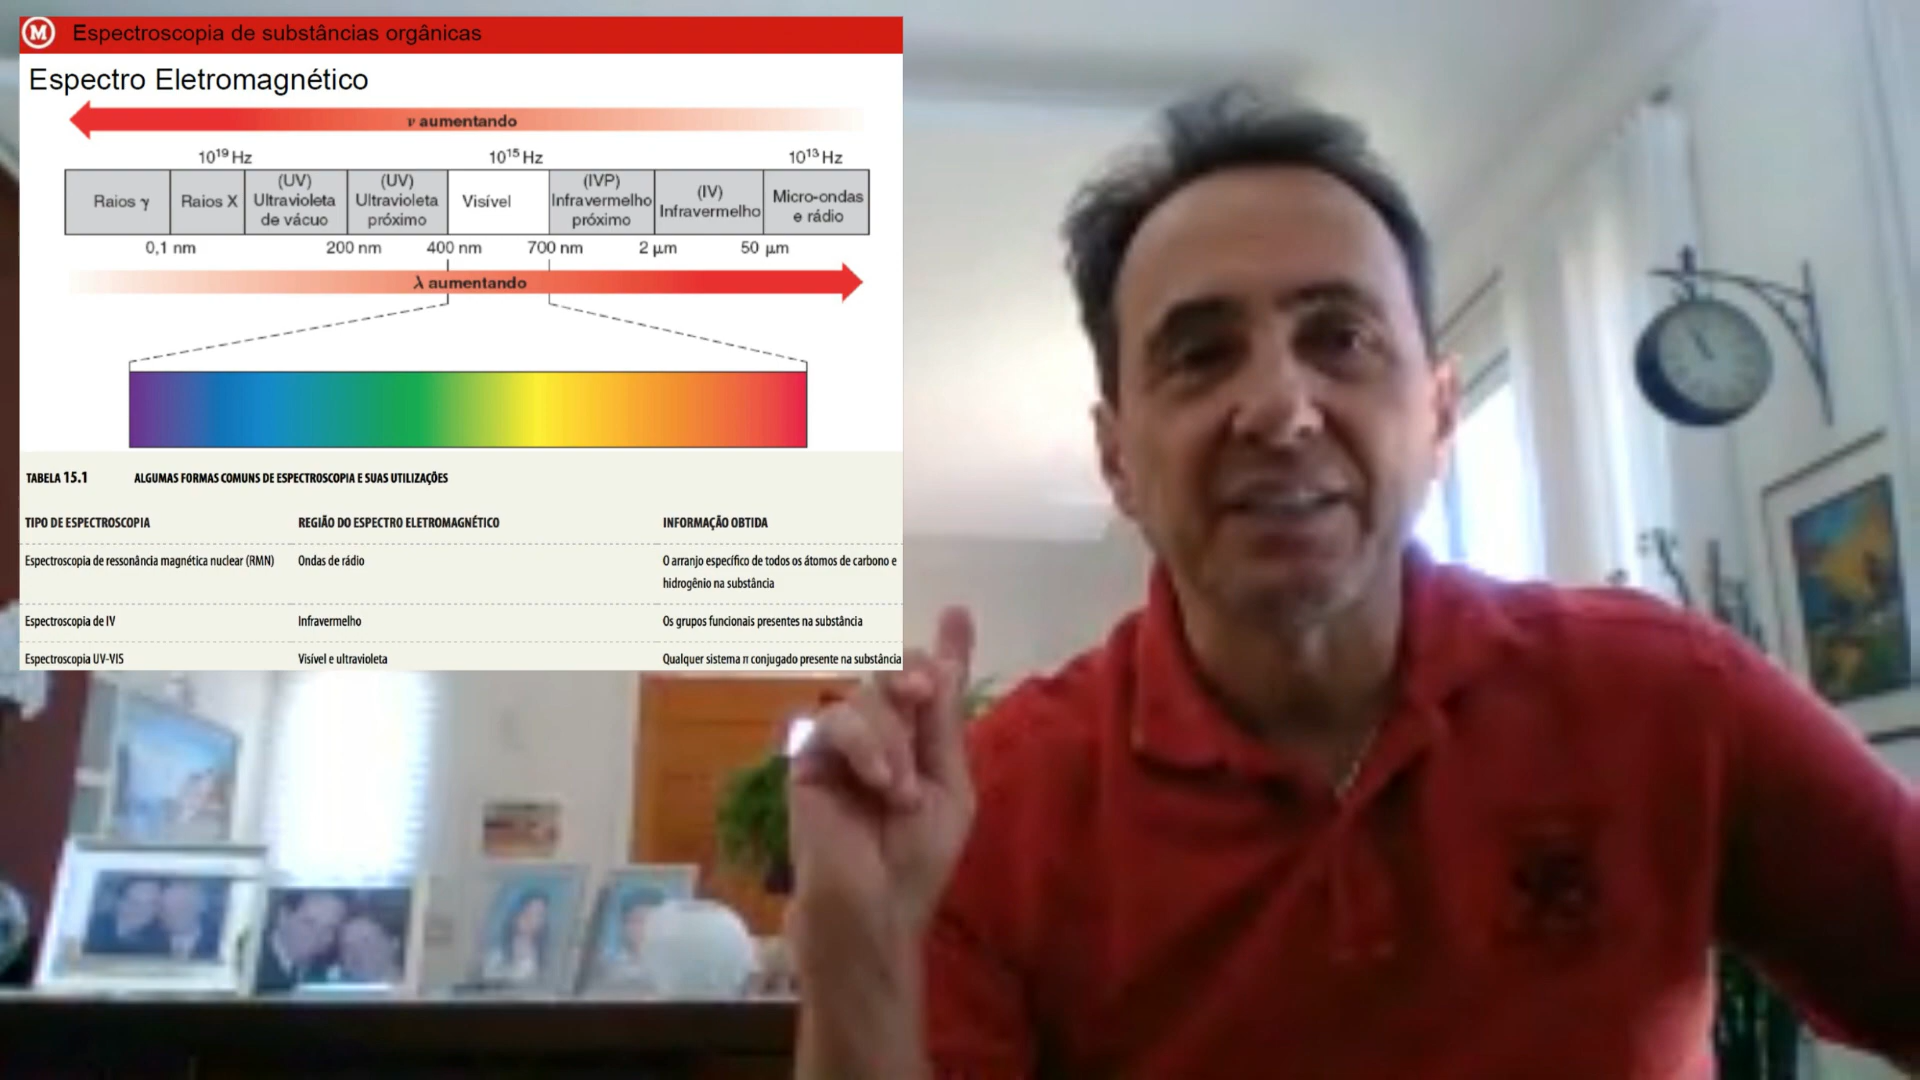 M Espectroscopia de substâncias orgânicas
Espectro Eletromagnético
ν aumentando
10¹⁹ Hz 10¹⁵ Hz 10¹³ Hz
Raios γ
Raios X
(UV)
Ultravioleta
de vácuo
(UV)
Ultravioleta
próximo
Visível
(IVP)
Infravermelho
próximo
(IV)
Infravermelho
Micro-ondas
e rádio
0,1 nm 200 nm 400 nm 700 nm 2 µm 50 µm
λ aumentando
TABELA 15.1 ALGUMAS FORMAS COMUNS DE ESPECTROSCOPIA E SUAS UTILIZAÇÕES
TIPO DE ESPECTROSCOPIA REGIÃO DO ESPECTRO ELETROMAGNÉTICO INFORMAÇÃO OBTIDA
Espectroscopia de ressonância magnética nuclear (RMN) Ondas de rádio O arranjo específico de todos os átomos de carbono e
hidrogênio na substância
Espectroscopia de IV Infravermelho Os grupos funcionais presentes na substância
Espectroscopia UV-VIS Visível e ultravioleta Qualquer sistema π conjugado presente na substância